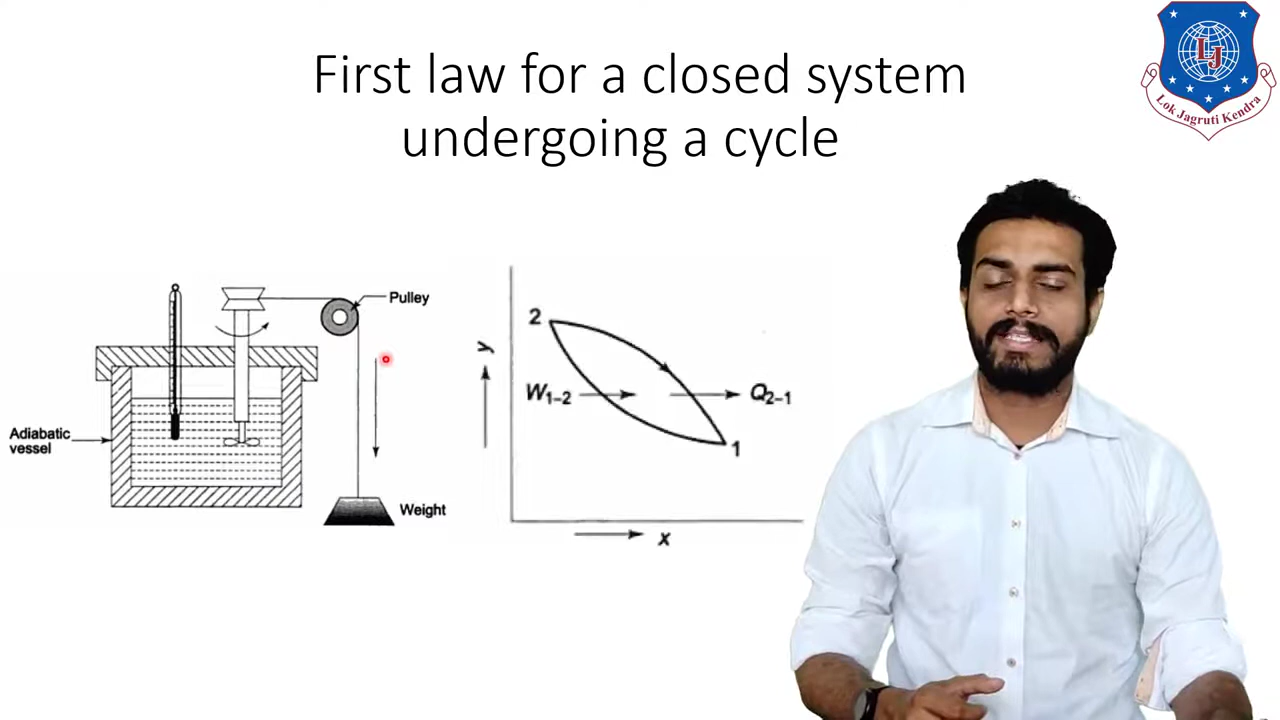 First law for a closed system
undergoing a cycle
LJ
Lok Jagruti Kendra
Pulley
Adiabatic
vessel
Weight
2
y
W1–2
Q2–1
1
x